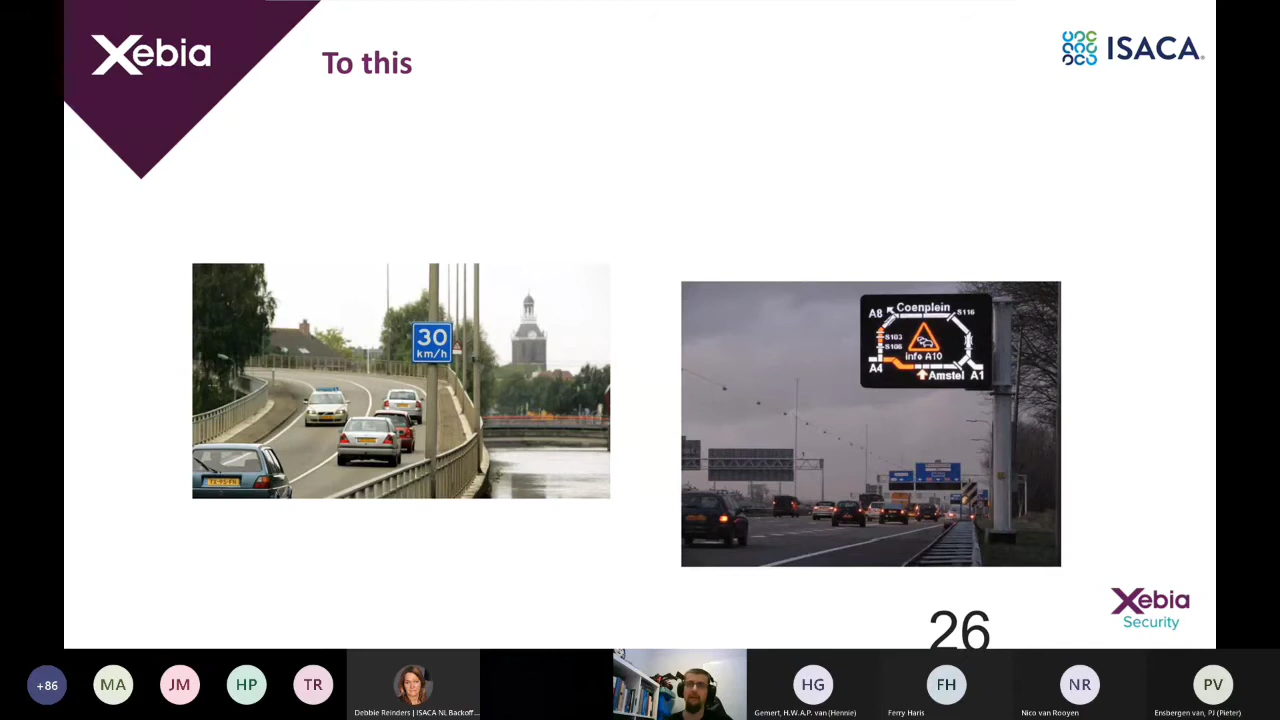 Xebia
To this
ISACA
30
km/h
A8
Coenplein
S116
S103
S106
info A10
A4
Amstel
A1
26
Xebia
Security
+86
MA
JM
HP
TR
HG
FH
NR
PV
Debbie Reinders | ISACA NL Backoff...
Gemert, H.W.A.P. van (Hennie)
Ferry Haris
Nico van Rooyen
Ensbergen van, PJ (Pieter)